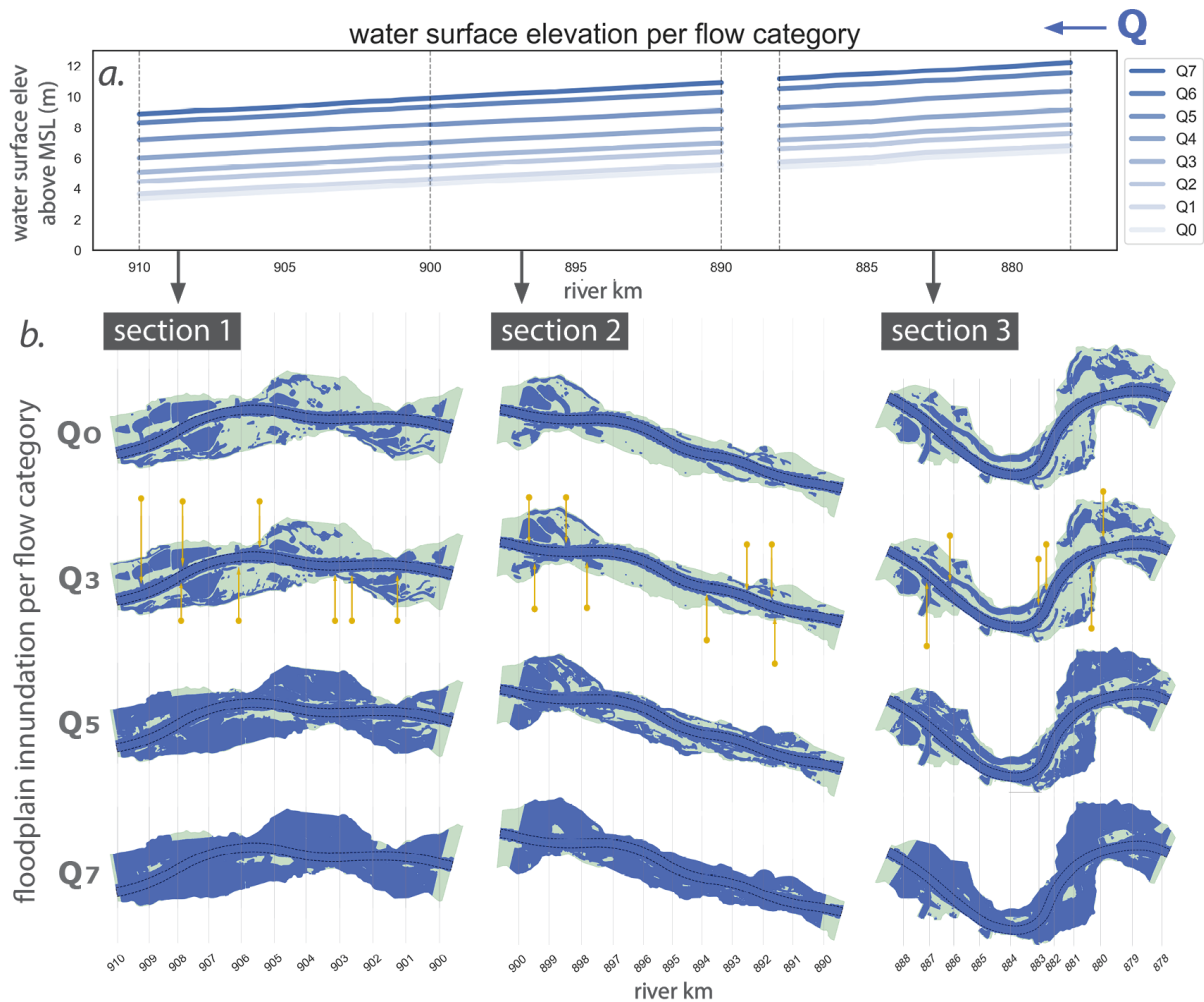 water surface elevation per flow category
Q
a.
water surface elev
above MSL (m)
12
10
8
6
4
2
0
910
905
900
895
890
885
880
river km
Q7
Q6
Q5
Q4
Q3
Q2
Q1
Q0
b.
section 1
section 2
section 3
floodplain innundation per flow category
Q0
Q3
Q5
Q7
910 909 908 907 906 904 903 902 901 900
900 899 898 896 895 894 893 892 891 890
888 887 886 885 884 883 882 881 880 879 878
river km